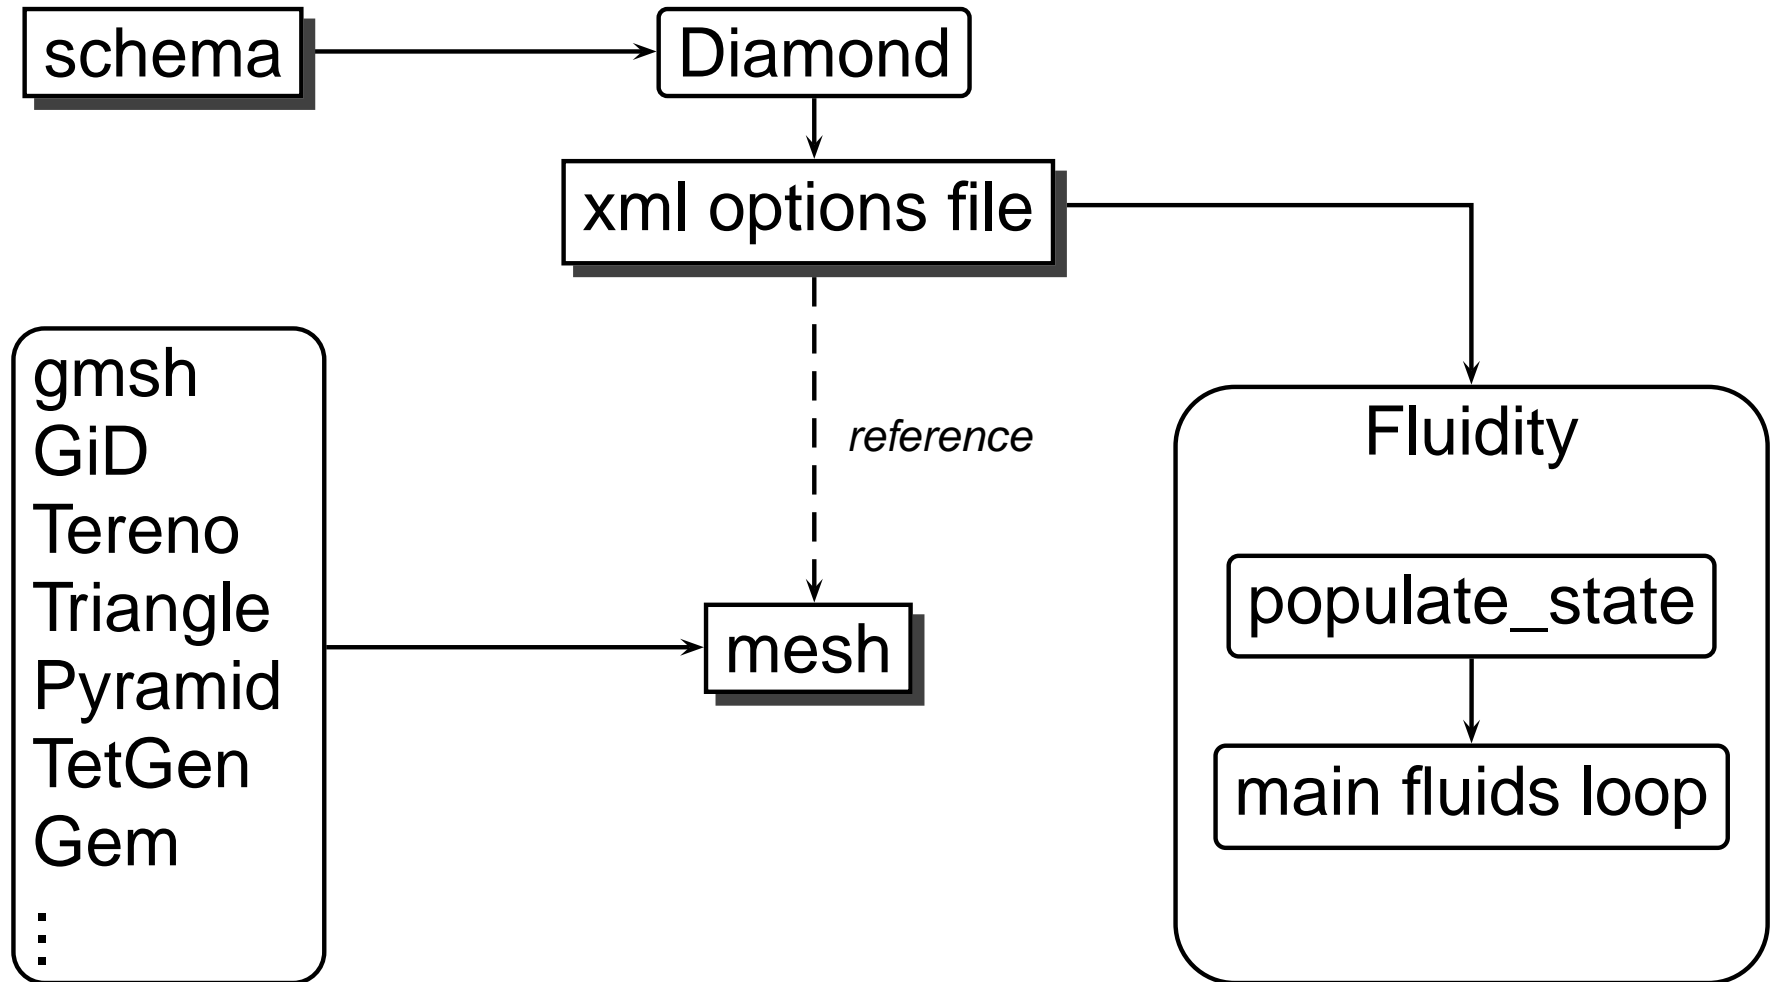 schema
Diamond
xml options file
gmsh
GiD
Tereno
Triangle
Pyramid
TetGen
Gem
⋮
reference
mesh
Fluidity
populate_state
main fluids loop